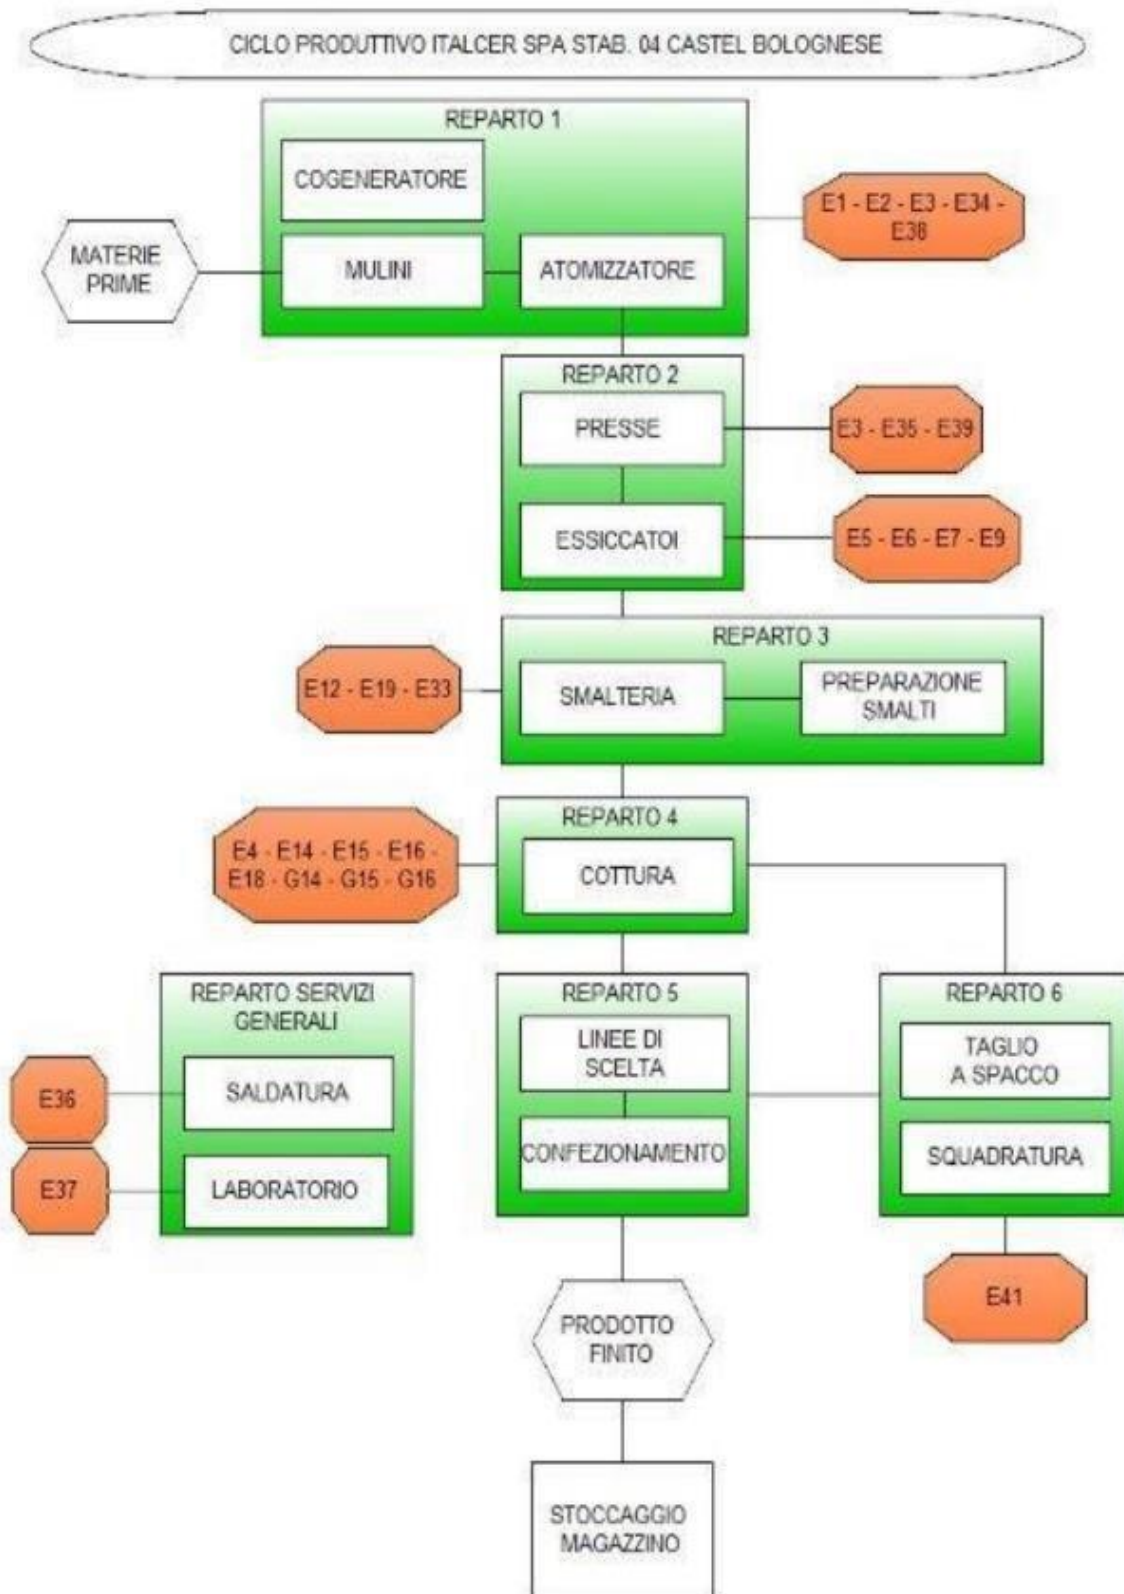 CICLO PRODUTTIVO ITALCER SPA STAB. 04 CASTEL BOLOGNESE
REPARTO 1
COGENERATORE
MATERIE
PRIME
MULINI
ATOMIZZATORE
E1 - E2 - E3 - E34 -
E38
REPARTO 2
PRESSE
E3 - E35 - E39
ESSICCATOI
E5 - E6 - E7 - E9
REPARTO 3
E12 - E19 - E33
SMALTERIA
PREPARAZIONE
SMALTI
REPARTO 4
E4 - E14 - E15 - E16 -
E18 - G14 - G15 - G16
COTTURA
REPARTO SERVIZI
GENERALI
E36
SALDATURA
E37
LABORATORIO
REPARTO 5
LINEE DI
SCELTA
CONFEZIONAMENTO
REPARTO 6
TAGLIO
A SPACCO
SQUADRATURA
E41
PRODOTTO
FINITO
STOCCAGGIO
MAGAZZINO